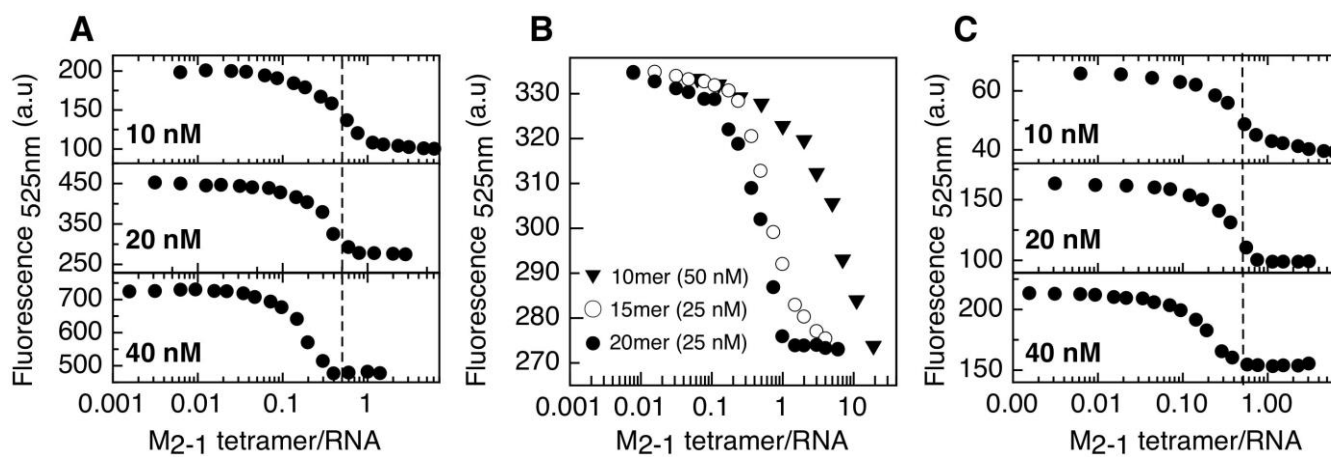 A
Fluorescence 525nm (a.u)
200
150
100
10 nM
450
350
250
20 nM
700
600
500
40 nM
0.001
0.01
0.1
1
M2-1 tetramer/RNA
B
Fluorescence 525nm (a.u)
330
320
310
300
290
280
270
▼ 10mer (50 nM)
○ 15mer (25 nM)
● 20mer (25 nM)
0.001
0.01
0.1
1
10
M2-1 tetramer/RNA
C
Fluorescence 525nm (a.u)
60
40
10 nM
150
100
20 nM
200
150
40 nM
0.00
0.01
0.10
1.00
M2-1 tetramer/RNA